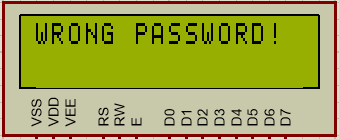 WRONG PASSWORD!
VSS VDD VEE RS RW E D0 D1 D2 D3 D4 D5 D6 D7